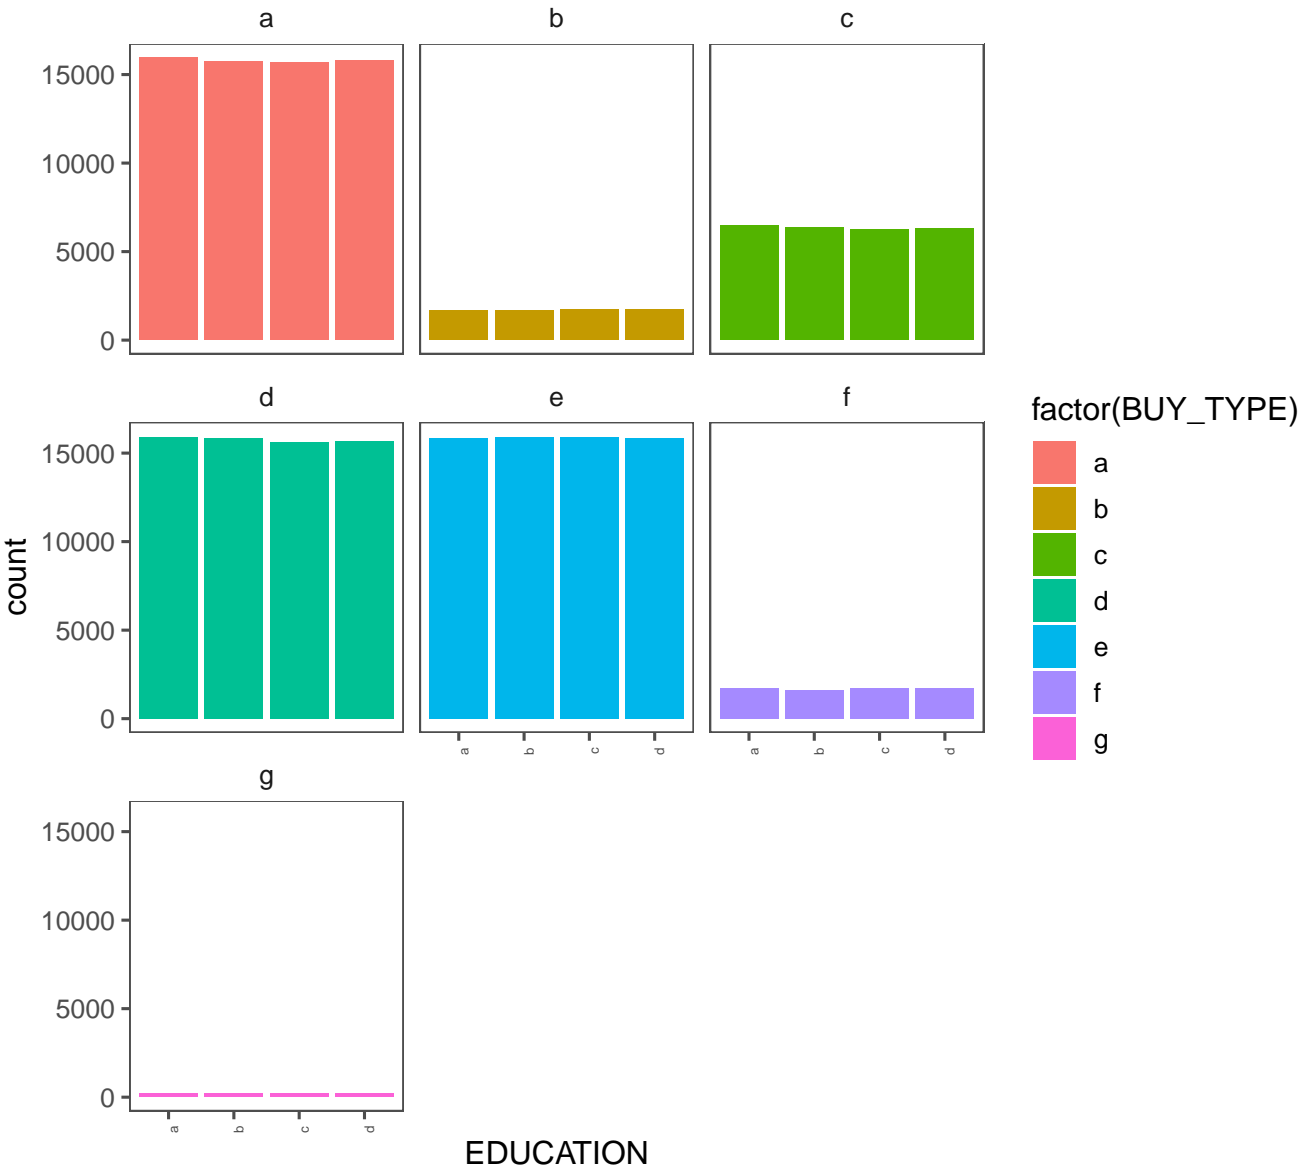 a b c
15000
10000
5000
0
d e f
15000
10000
5000
0
a b c d a b c d
g
15000
10000
5000
0
a b c d
count
EDUCATION
factor(BUY_TYPE)
a
b
c
d
e
f
g